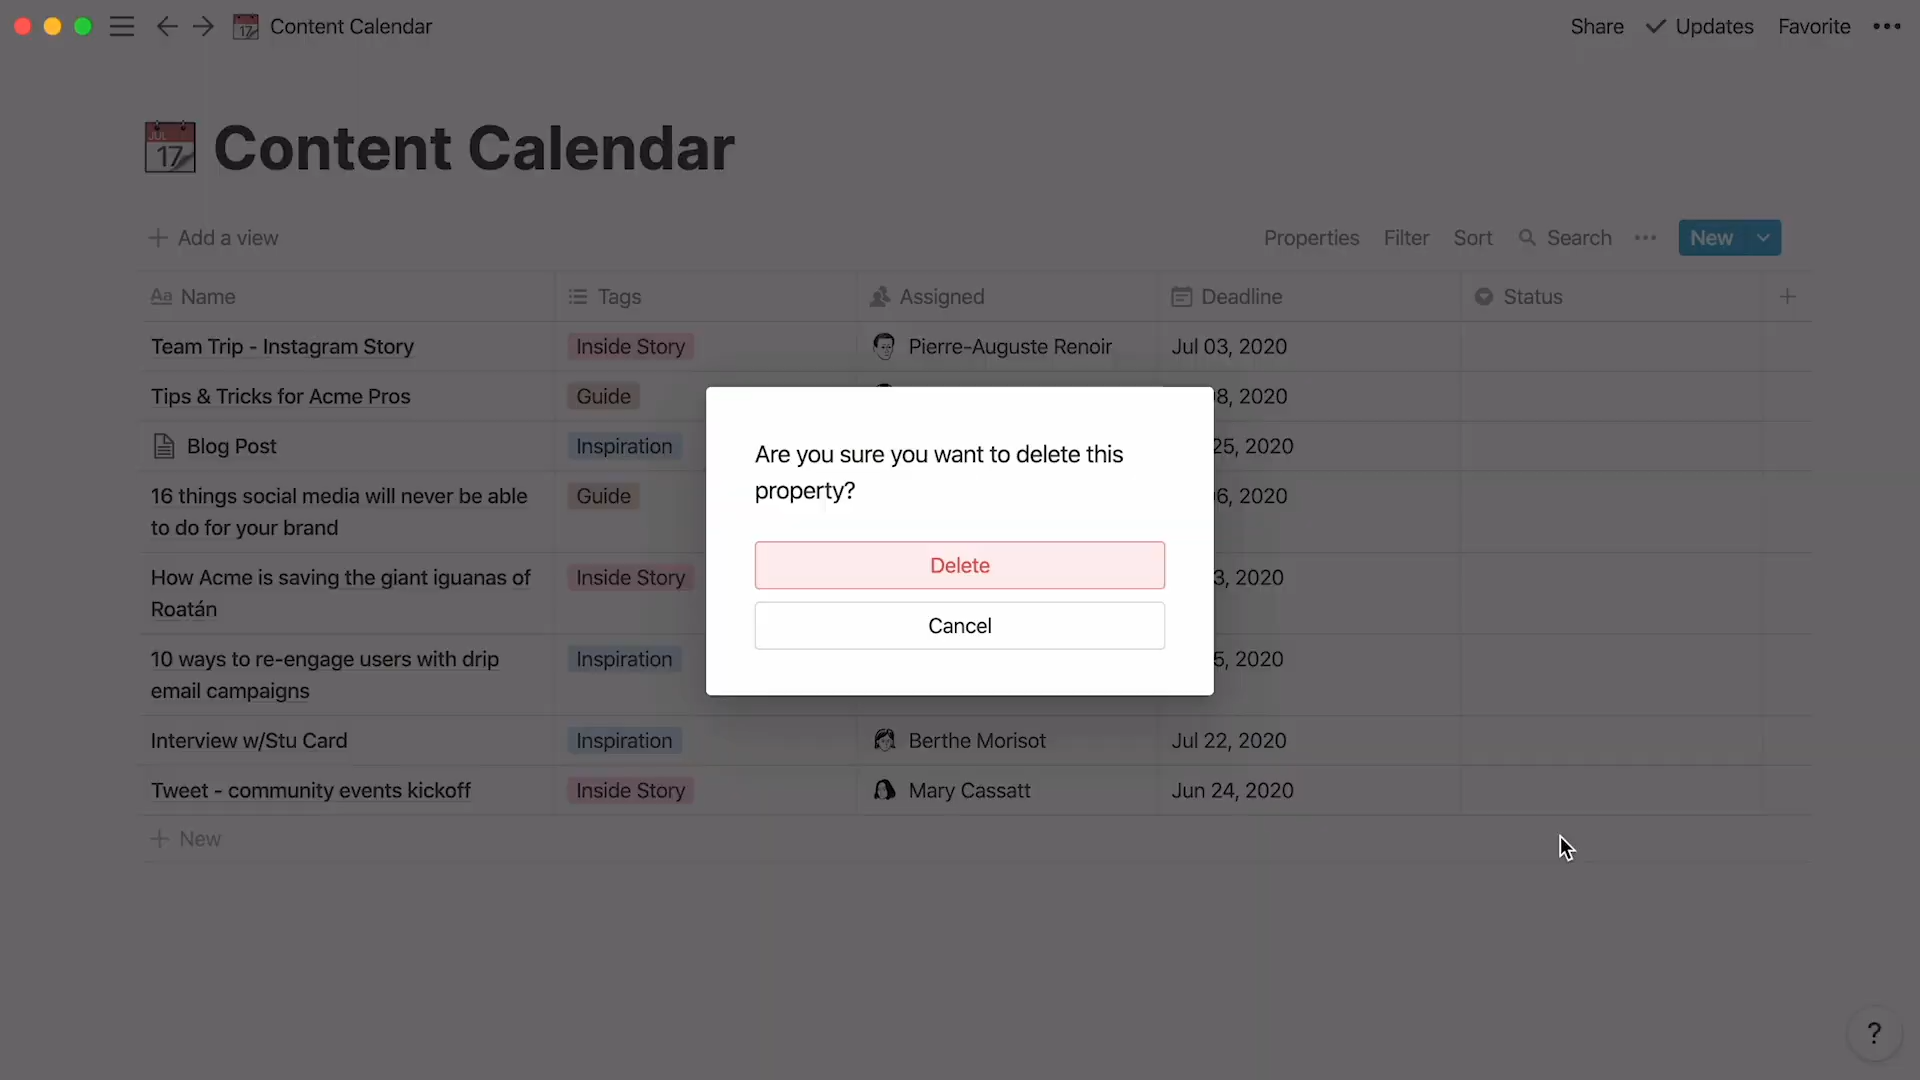 Content Calendar
Share Updates Favorite
JUL 17 Content Calendar
Add a view
Properties Filter Sort Search New
Aa Name Tags Assigned Deadline Status
Team Trip - Instagram Story Inside Story Pierre-Auguste Renoir Jul 03, 2020
Tips & Tricks for Acme Pros Guide 8, 2020
Blog Post Inspiration 25, 2020
16 things social media will never be able Guide 6, 2020
to do for your brand
How Acme is saving the giant iguanas of Inside Story 3, 2020
Roatán
10 ways to re-engage users with drip Inspiration 5, 2020
email campaigns
Interview w/Stu Card Inspiration Berthe Morisot Jul 22, 2020
Tweet - community events kickoff Inside Story Mary Cassatt Jun 24, 2020
New
Are you sure you want to delete this
property?
Delete
Cancel
?